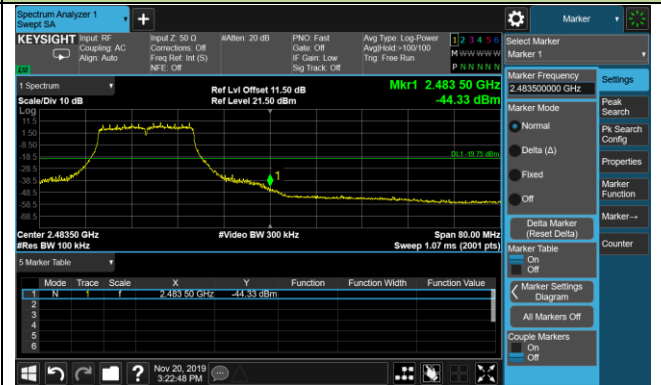 Spectrum Analyzer 1
Swept SA
Marker
KEYSIGHT
Input: RF
Coupling: AC
Align: Auto
Input Z: 50 Ω
Corrections: Off
Freq Ref: Int (S)
NFE: Off
#Atten: 20 dB
PNO: Fast
Gate: Off
IF Gain: Low
Sig Track: Off
Avg Type: Log-Power
Avg|Hold:>100/100
Trig: Free Run
1 2 3 4 5 6
M W W W W W
P N N N N N
Select Marker
Marker 1
1 Spectrum
Scale/Div 10 dB
Ref Lvl Offset 11.50 dB
Ref Level 21.50 dBm
Mkr1 2.483 50 GHz
-44.33 dBm
Marker Frequency
2.483500000 GHz
Settings
Log
11.5
1.50
-8.50
-18.5
-28.5
-38.5
-48.5
-58.5
-68.5
DL1 -19.75 dBm
1
Marker Mode
Normal
Delta (Δ)
Fixed
Off
Peak
Search
Pk Search
Config
Properties
Marker
Function
Marker→
Counter
Center 2.48350 GHz
#Res BW 100 kHz
#Video BW 300 kHz
Span 80.00 MHz
Sweep 1.07 ms (2001 pts)
Delta Marker
(Reset Delta)
Marker Table
On
Off
Marker Settings
Diagram
All Markers Off
Couple Markers
On
Off
5 Marker Table
Mode Trace Scale X Y Function Function Width Function Value
1 N 1 f 2.483 50 GHz -44.33 dBm
2
3
4
5
6
?
Nov 20, 2019
3:22:48 PM